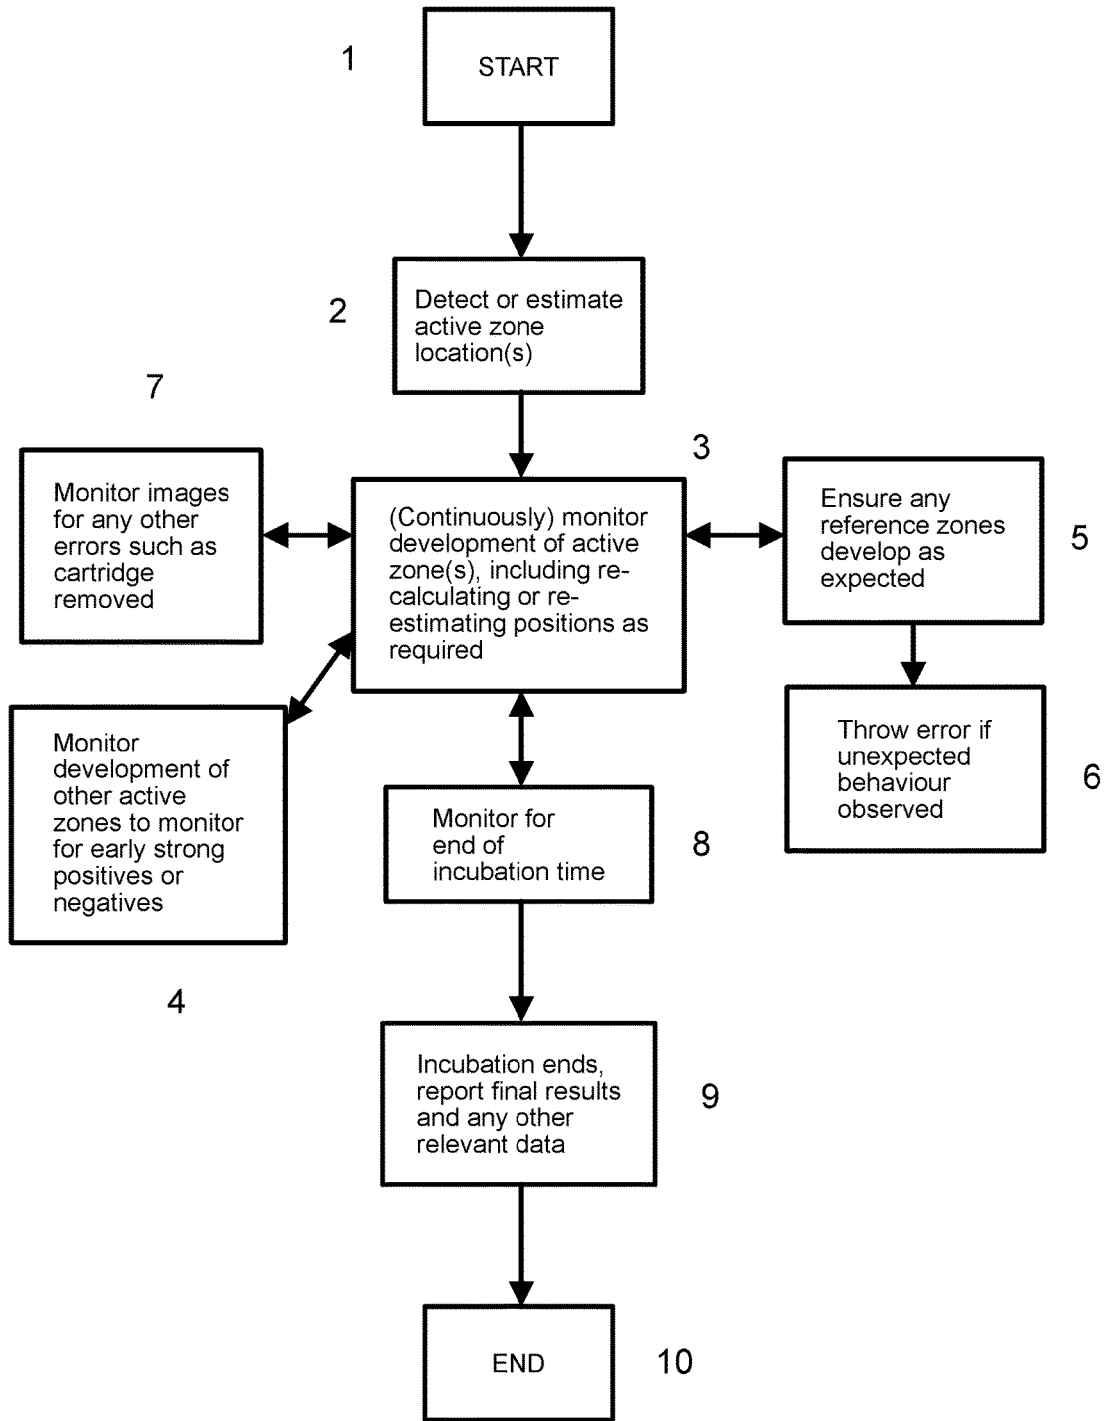 1
START
2
Detect or estimate
active zone
location(s)
7
Monitor images
for any other
errors such as
cartridge
removed
3
(Continuously) monitor
development of active
zone(s), including re-
calculating or re-
estimating positions as
required
Ensure any
reference zones
develop as
expected
5
Throw error if
unexpected
behaviour
observed
6
Monitor
development of
other active
zones to monitor
for early strong
positives or
negatives
4
Monitor for
end of
incubation time
8
Incubation ends,
report final results
and any other
relevant data
9
END
10